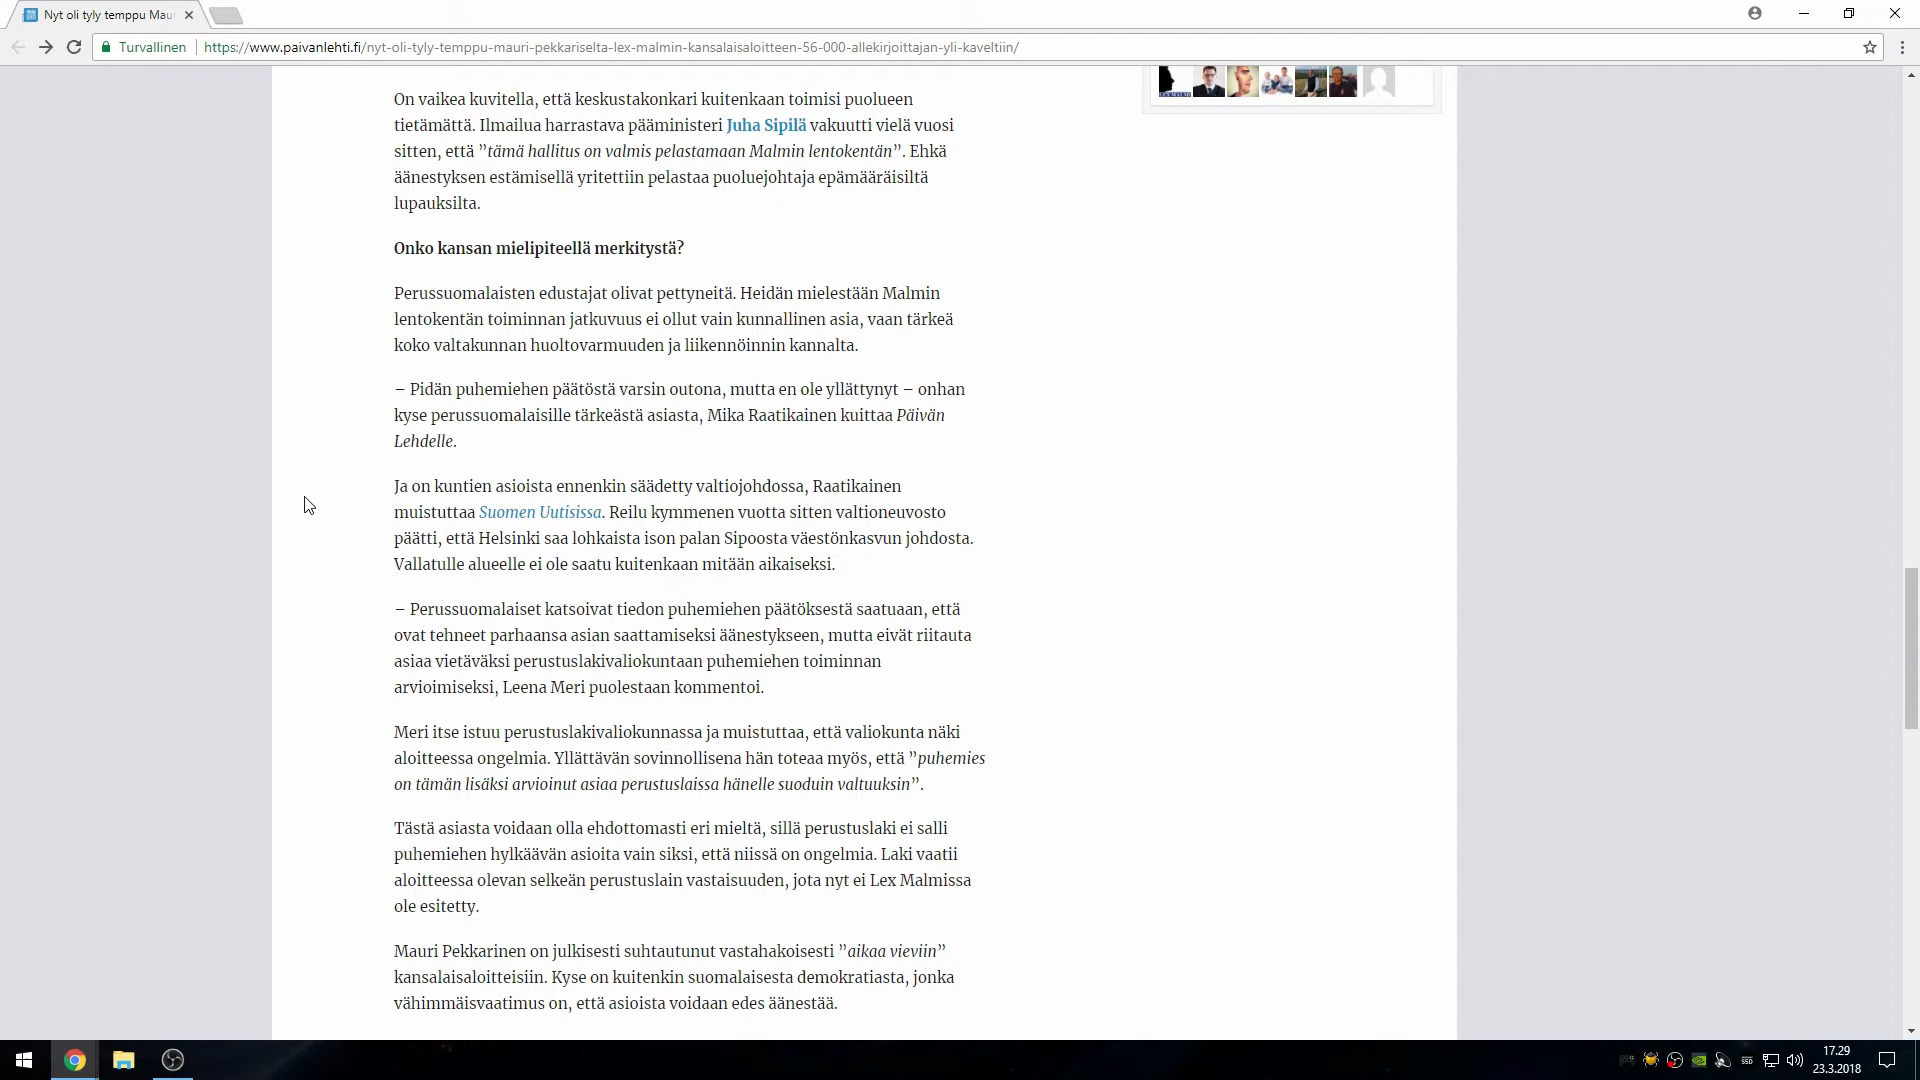 Nyt oli tyly temppu Mau
Turvallinen
https://www.paivanlehti.fi/nyt-oli-tyly-temppu-mauri-pekkariselta-lex-malmin-kansalaisaloitteen-56-000-allekirjoittajan-yli-kaveltiin/
On vaikea kuvitella, että keskustakonkari kuitenkaan toimisi puolueen
tietämättä. Ilmailua harrastava pääministeri Juha Sipilä vakuutti vielä vuosi
sitten, että ”tämä hallitus on valmis pelastamaan Malmin lentokentän”. Ehkä
äänestyksen estämisellä yritettiin pelastaa puoluejohtaja epämääräisiltä
lupauksilta.
Onko kansan mielipiteellä merkitystä?
Perussuomalaisten edustajat olivat pettyneitä. Heidän mielestään Malmin
lentokentän toiminnan jatkuvuus ei ollut vain kunnallinen asia, vaan tärkeä
koko valtakunnan huoltovarmuuden ja liikennöinnin kannalta.
– Pidän puhemiehen päätöstä varsin outona, mutta en ole yllättynyt – onhan
kyse perussuomalaisille tärkeästä asiasta, Mika Raatikainen kuittaa Päivän
Lehdelle.
Ja on kuntien asioista ennenkin säädetty valtiojohdossa, Raatikainen
muistuttaa Suomen Uutisissa. Reilu kymmenen vuotta sitten valtioneuvosto
päätti, että Helsinki saa lohkaista ison palan Sipoosta väestönkasvun johdosta.
Vallatulle alueelle ei ole saatu kuitenkaan mitään aikaiseksi.
– Perussuomalaiset katsoivat tiedon puhemiehen päätöksestä saatuaan, että
ovat tehneet parhaansa asian saattamiseksi äänestykseen, mutta eivät riitauta
asiaa vietäväksi perustuslakivaliokuntaan puhemiehen toiminnan
arvioimiseksi, Leena Meri puolestaan kommentoi.
Meri itse istuu perustuslakivaliokunnassa ja muistuttaa, että valiokunta näki
aloitteessa ongelmia. Yllättävän sovinnollisena hän toteaa myös, että ”puhemies
on tämän lisäksi arvioinut asiaa perustuslaissa hänelle suoduin valtuuksin”.
Tästä asiasta voidaan olla ehdottomasti eri mieltä, sillä perustuslaki ei salli
puhemiehen hylkäävän asioita vain siksi, että niissä on ongelmia. Laki vaatii
aloitteessa olevan selkeän perustuslain vastaisuuden, jota nyt ei Lex Malmissa
ole esitetty.
Mauri Pekkarinen on julkisesti suhtautunut vastahakoisesti ”aikaa vieviin”
kansalaisaloitteisiin. Kyse on kuitenkin suomalaisesta demokratiasta, jonka
vähimmäisvaatimus on, että asioista voidaan edes äänestää.
SSD
17.29
23.3.2018